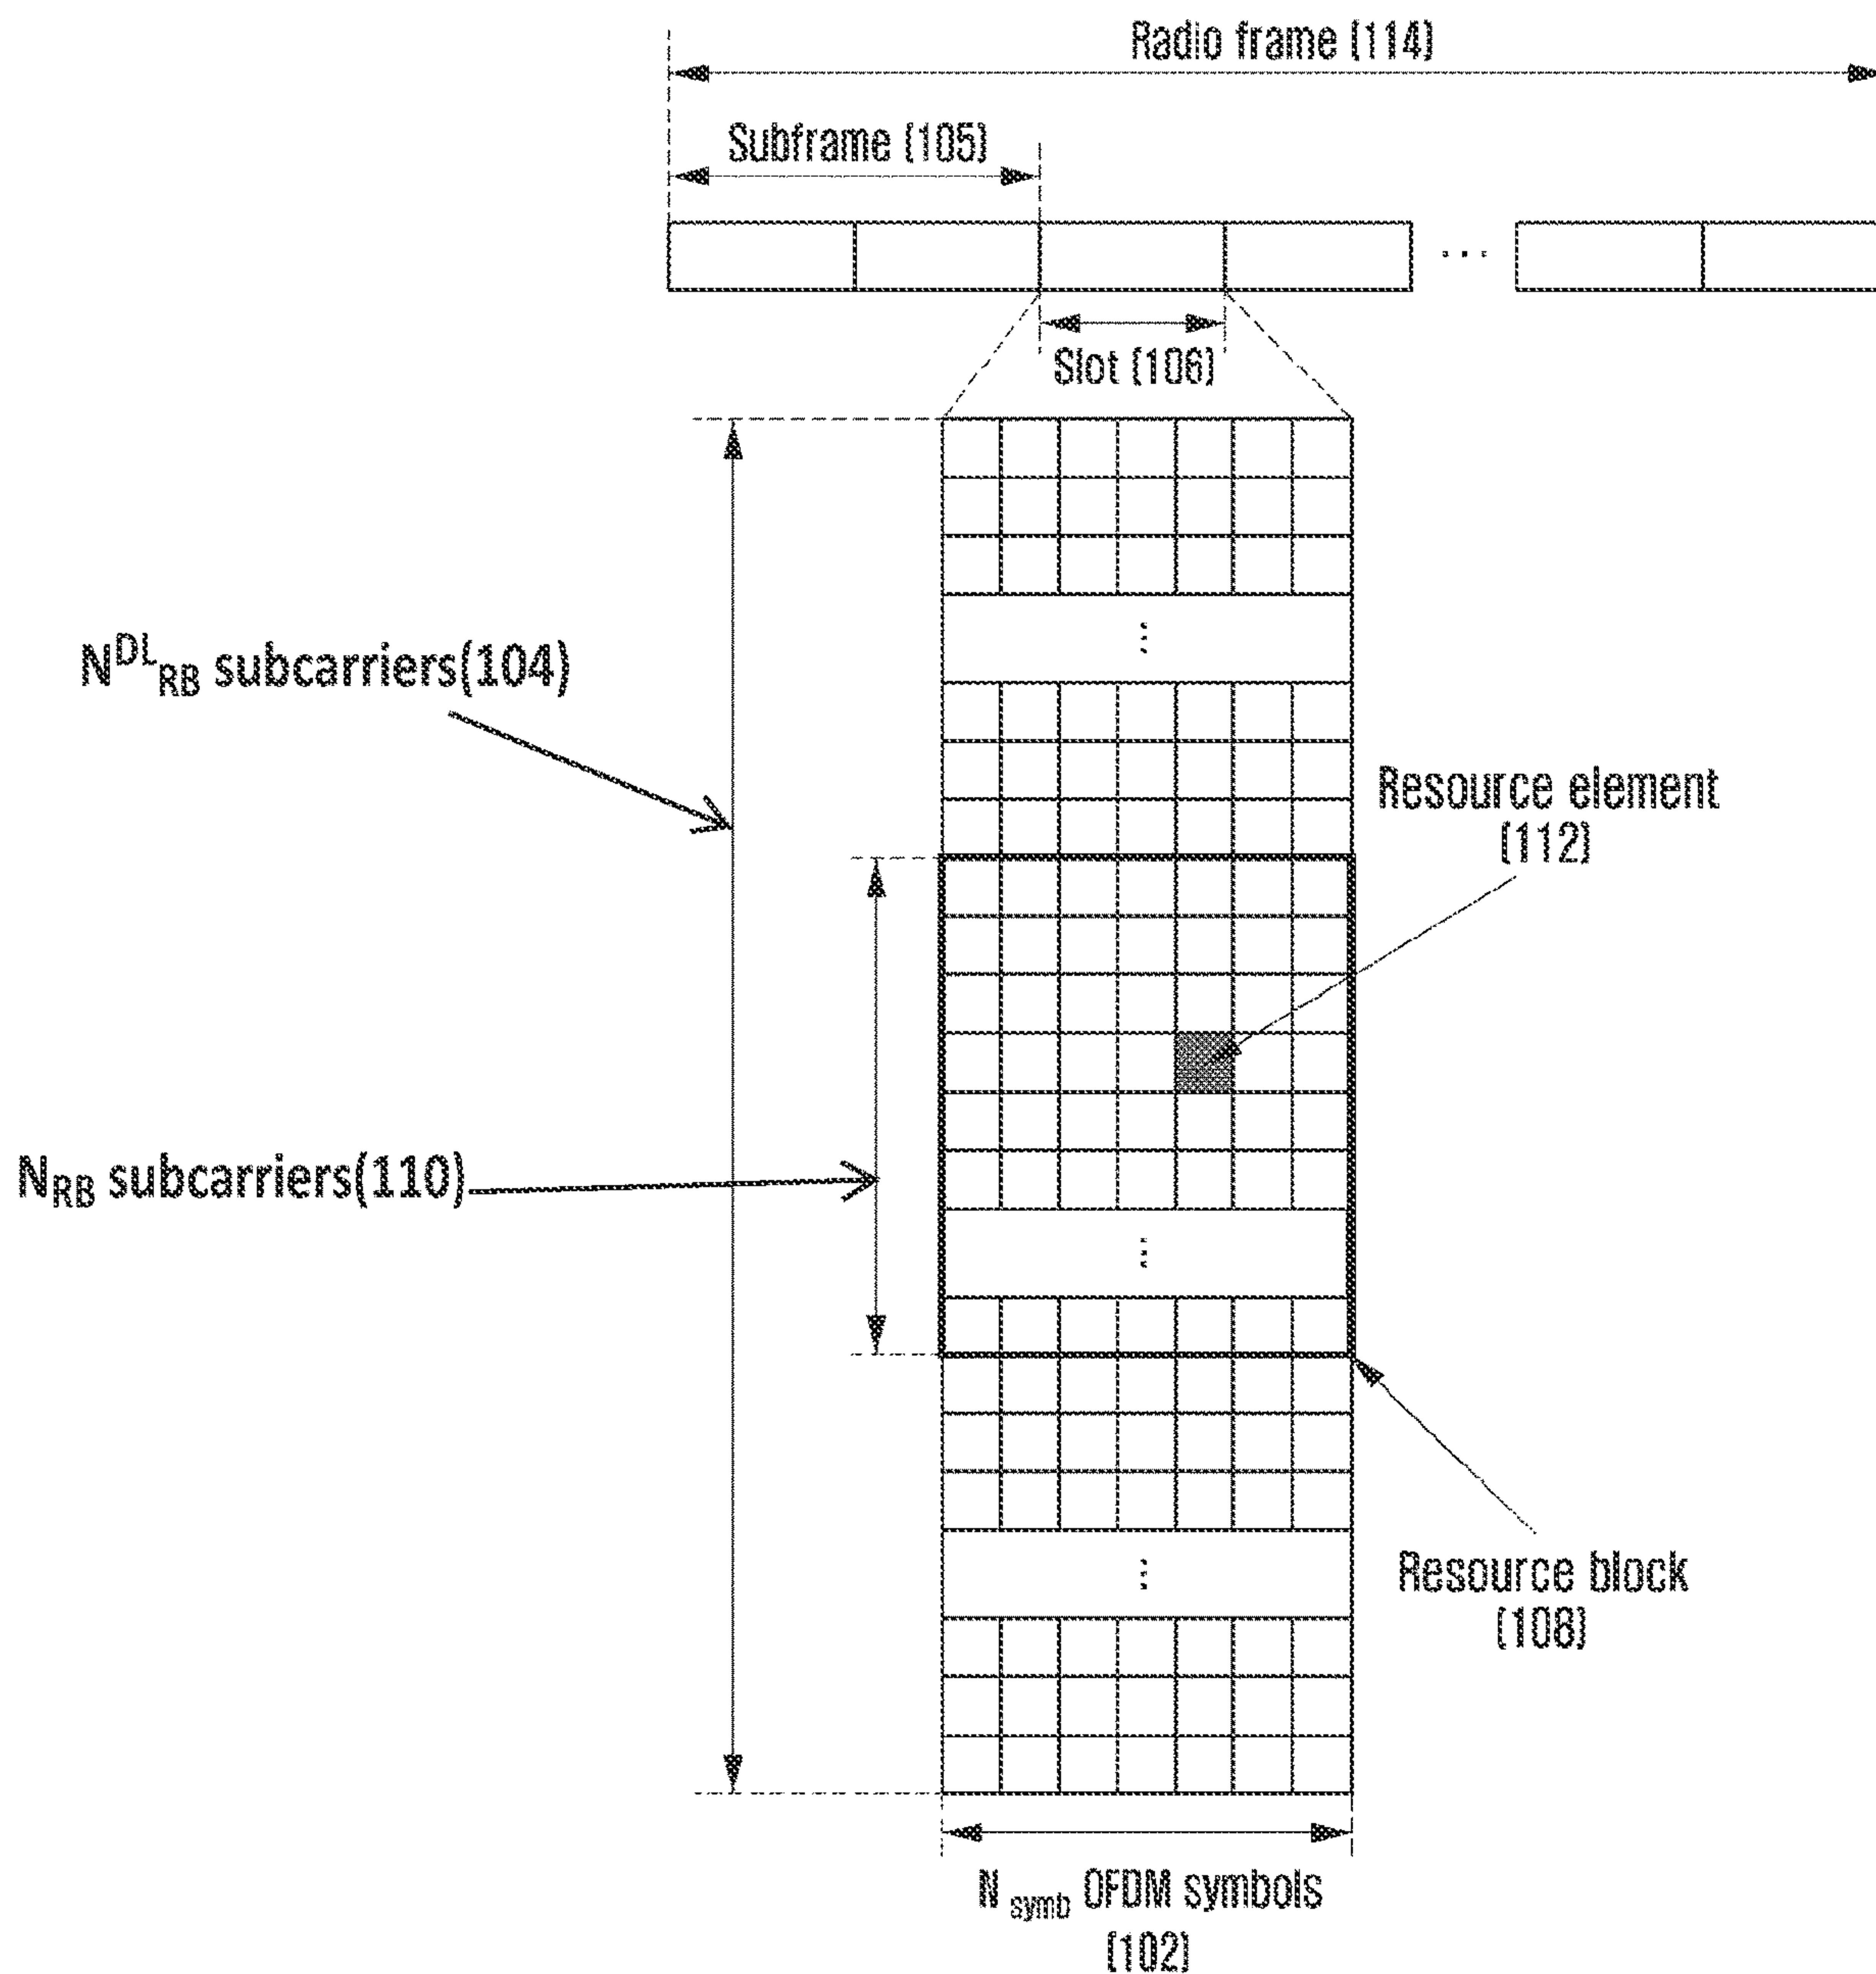 Radio frame (114)
Subframe (105)
...
Slot (106)
N^DL_RB subcarriers(104)
Resource element
(112)
N_RB subcarriers(110)
Resource block
(108)
N symb OFDM symbols
(102)